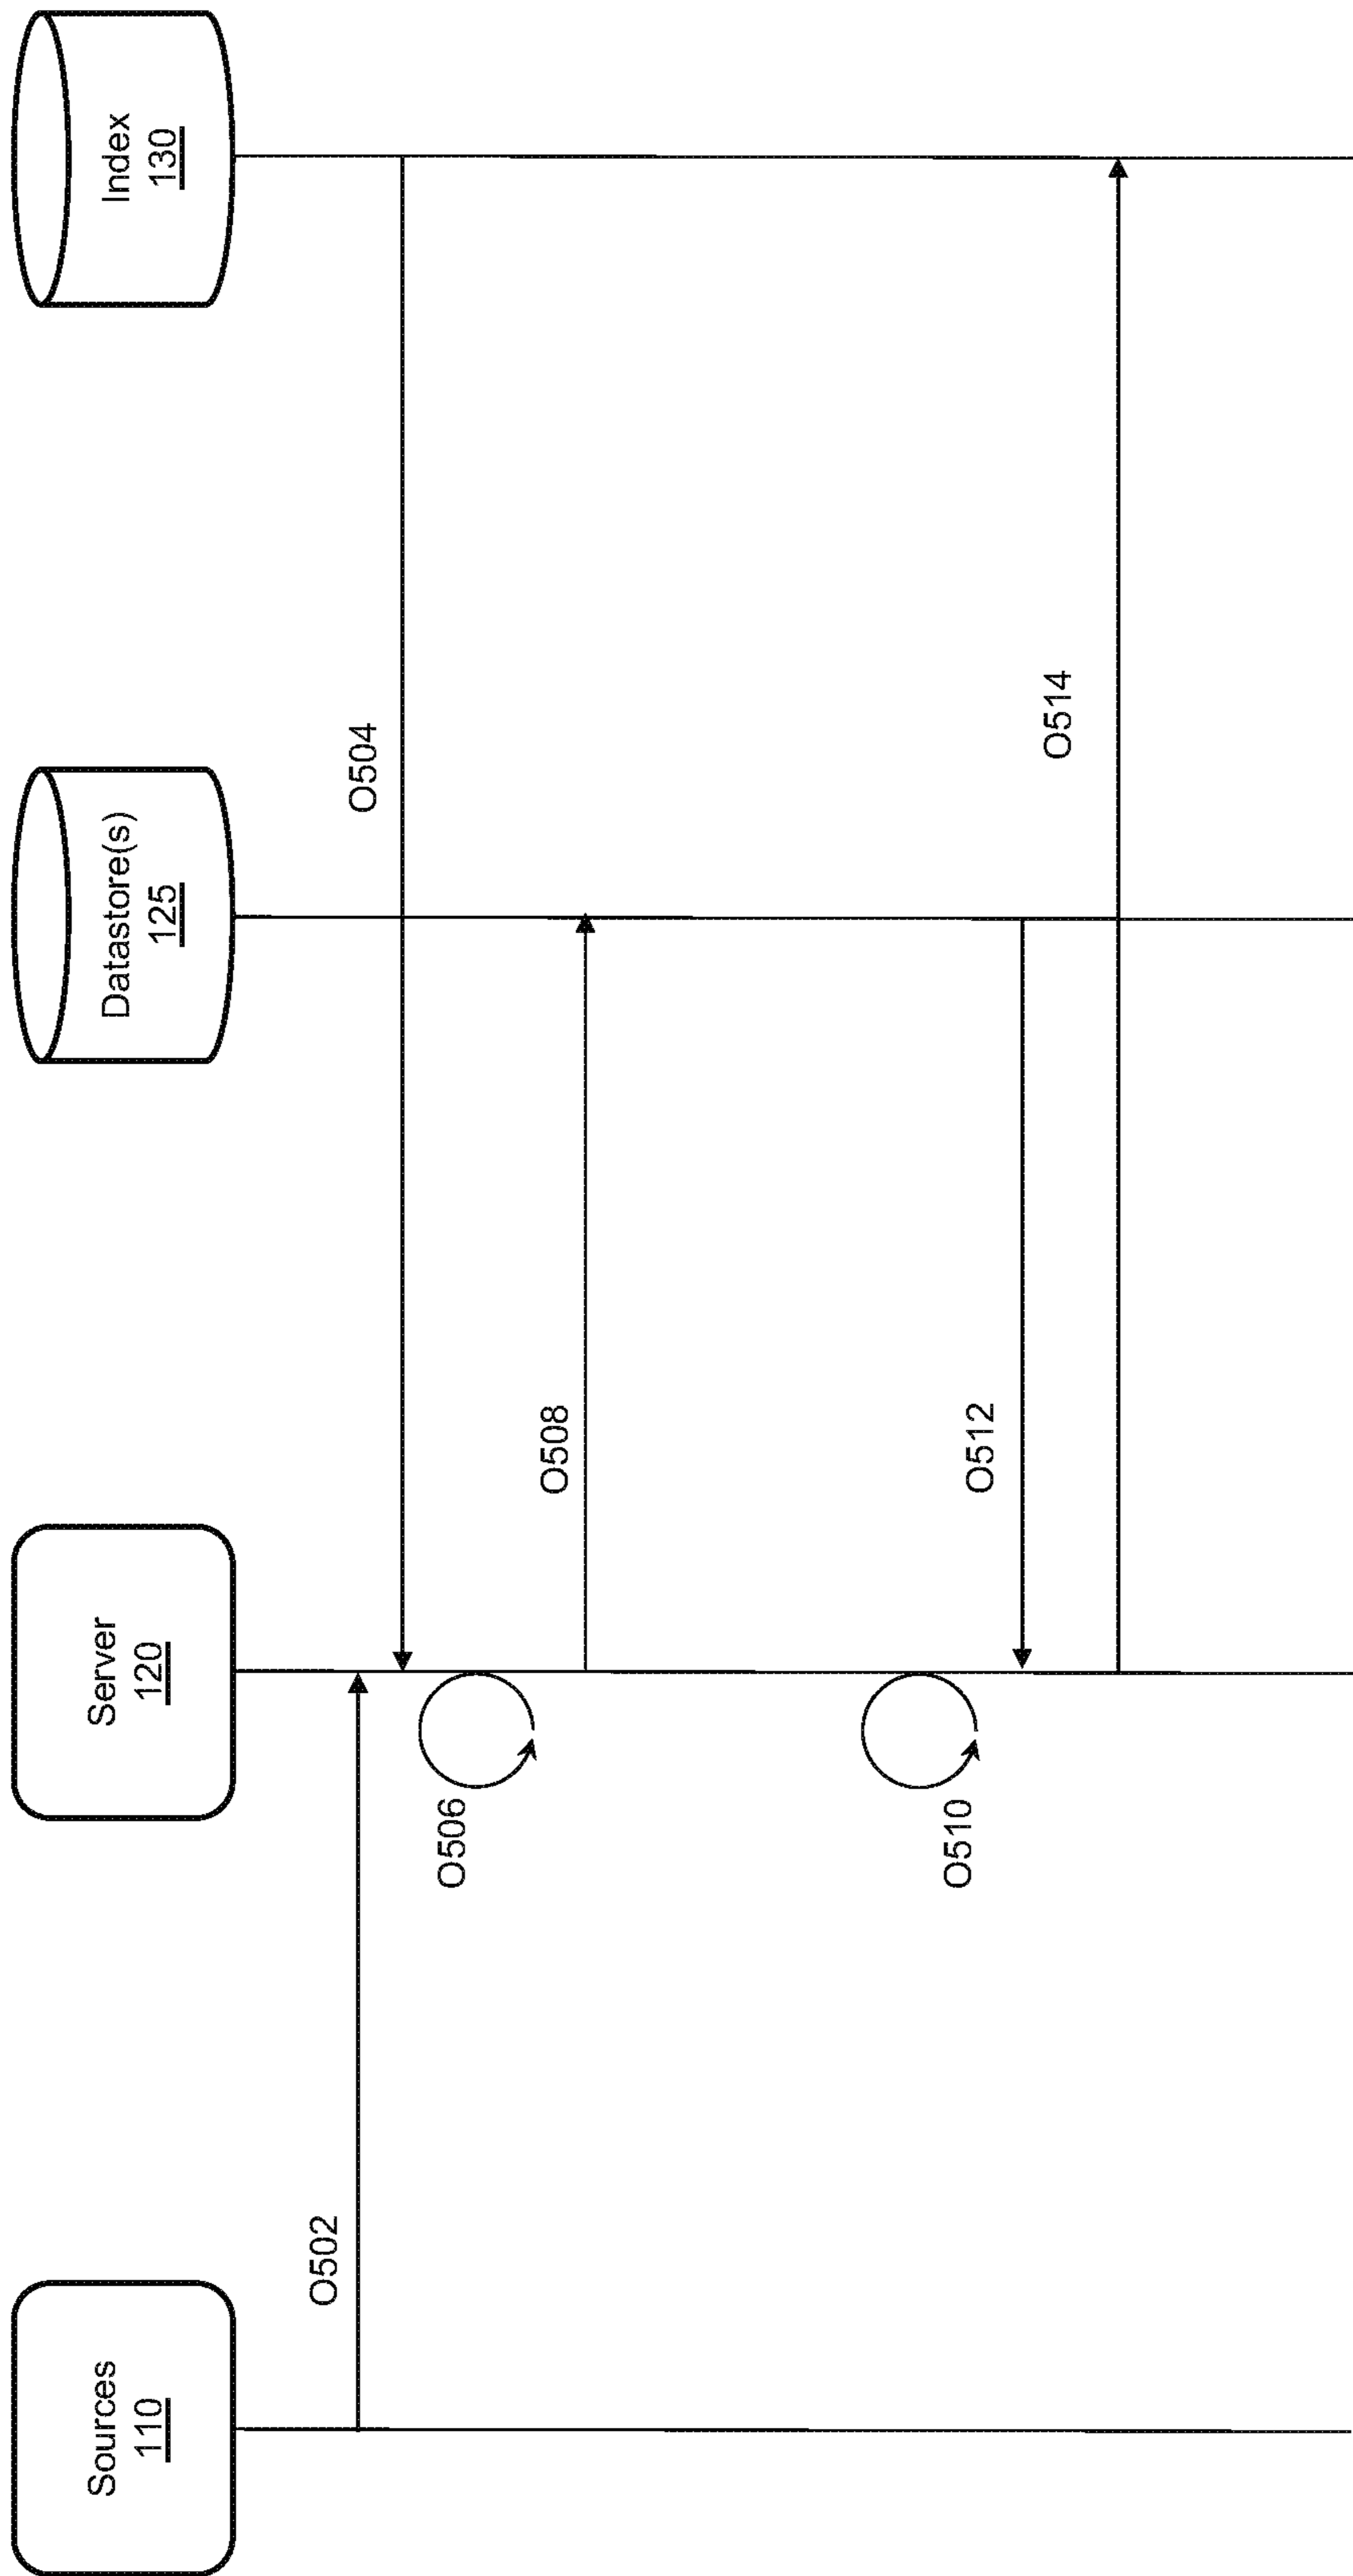 Sources
110
Server
120
Datastore(s)
125
Index
130
O502
O504
O506
O508
O510
O512
O514